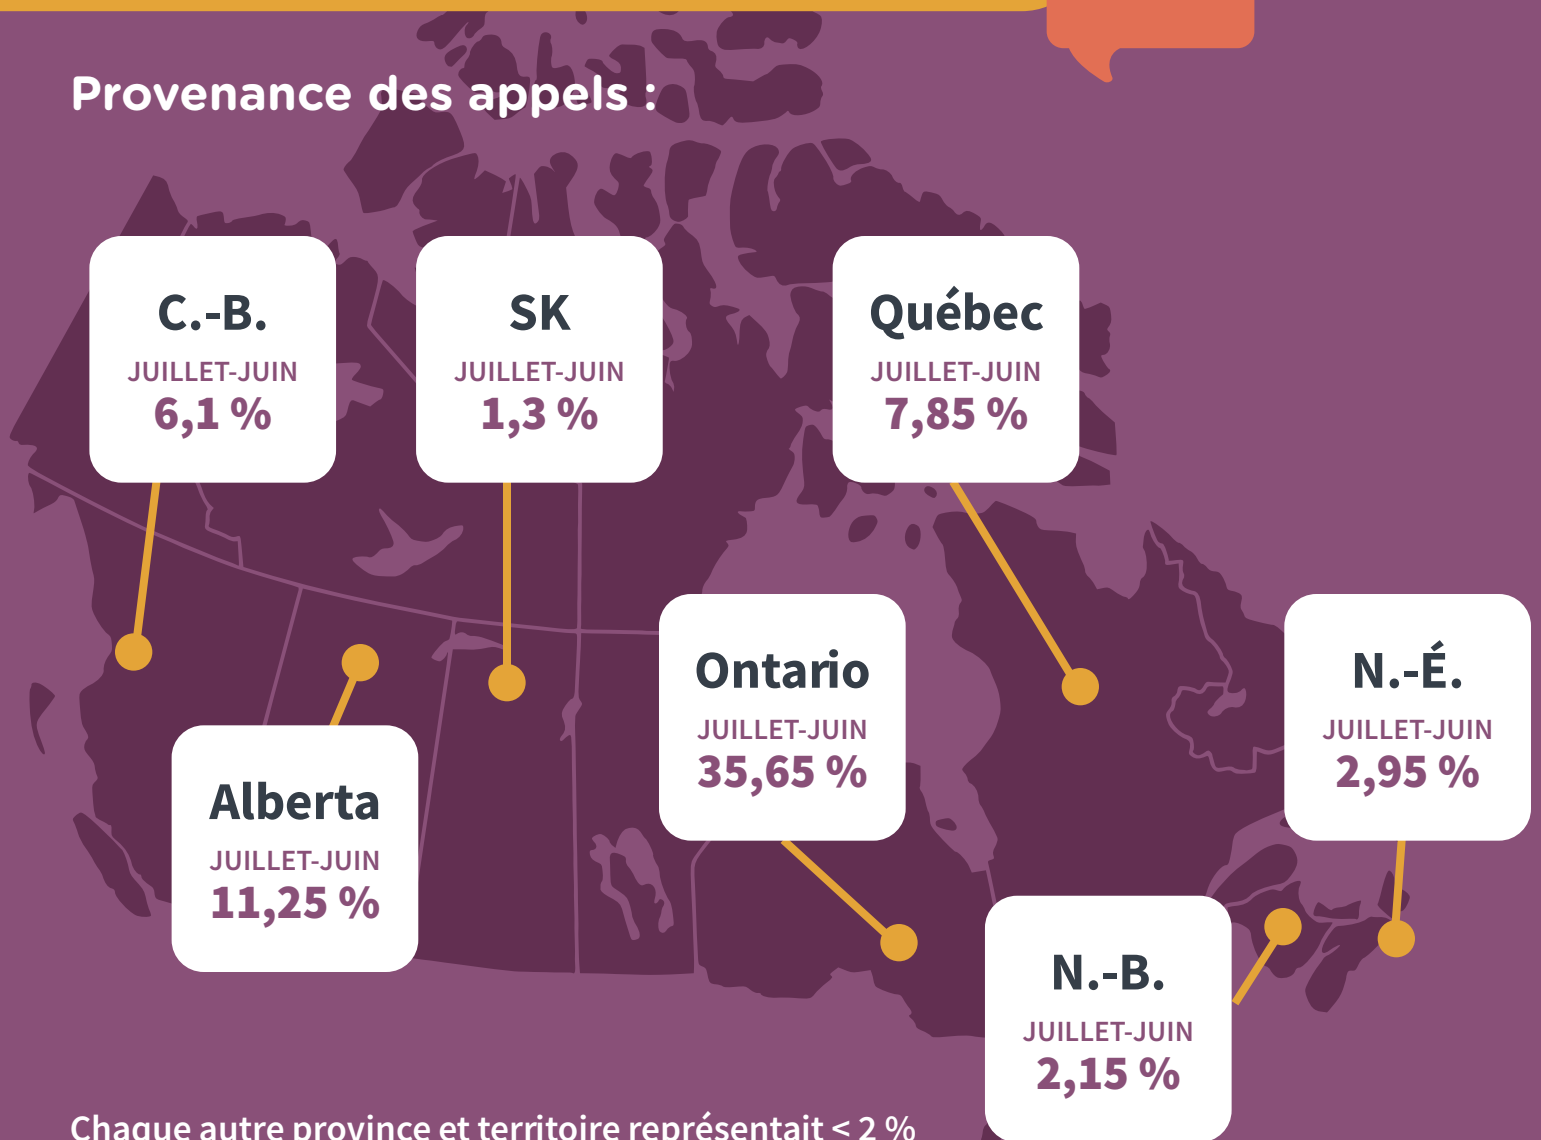 Provenance des appels :
C.-B.
JUILLET-JUIN
6,1 %
SK
JUILLET-JUIN
1,3 %
Québec
JUILLET-JUIN
7,85 %
Alberta
JUILLET-JUIN
11,25 %
Ontario
JUILLET-JUIN
35,65 %
N.-É.
JUILLET-JUIN
2,95 %
N.-B.
JUILLET-JUIN
2,15 %
Chaque autre province et territoire représentait < 2 %